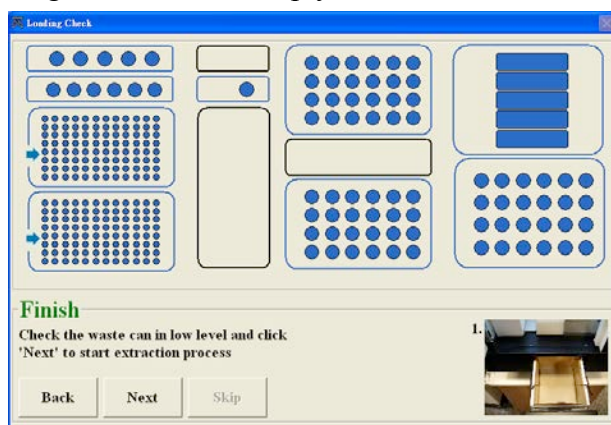 Loading Check
Finish
Check the waste can in low level and click
'Next' to start extraction process
1.
Back
Next
Skip